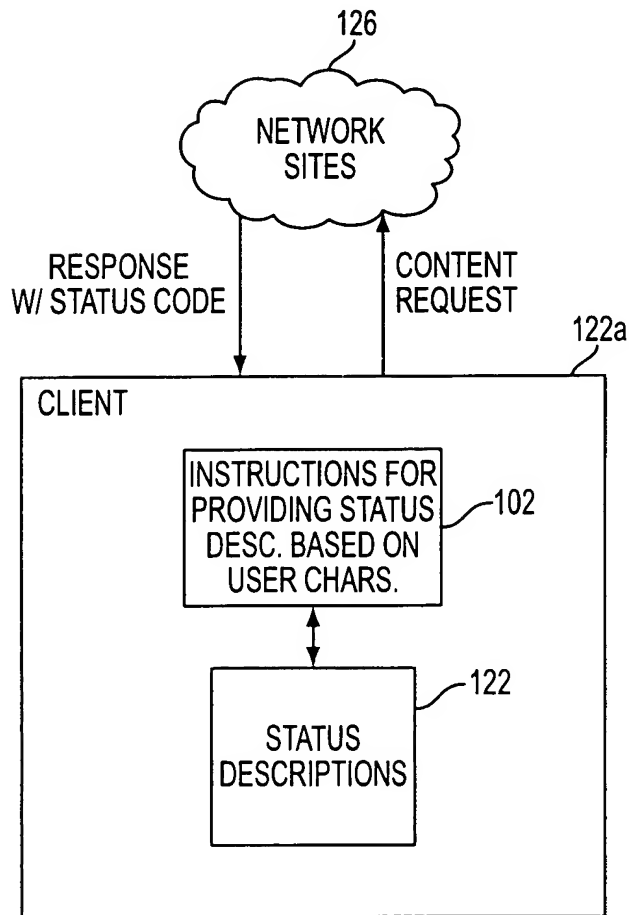 126
NETWORK
SITES
RESPONSE
W/ STATUS CODE
CONTENT
REQUEST
122a
CLIENT
INSTRUCTIONS FOR
PROVIDING STATUS
DESC. BASED ON
USER CHARS.
102
122
STATUS
DESCRIPTIONS